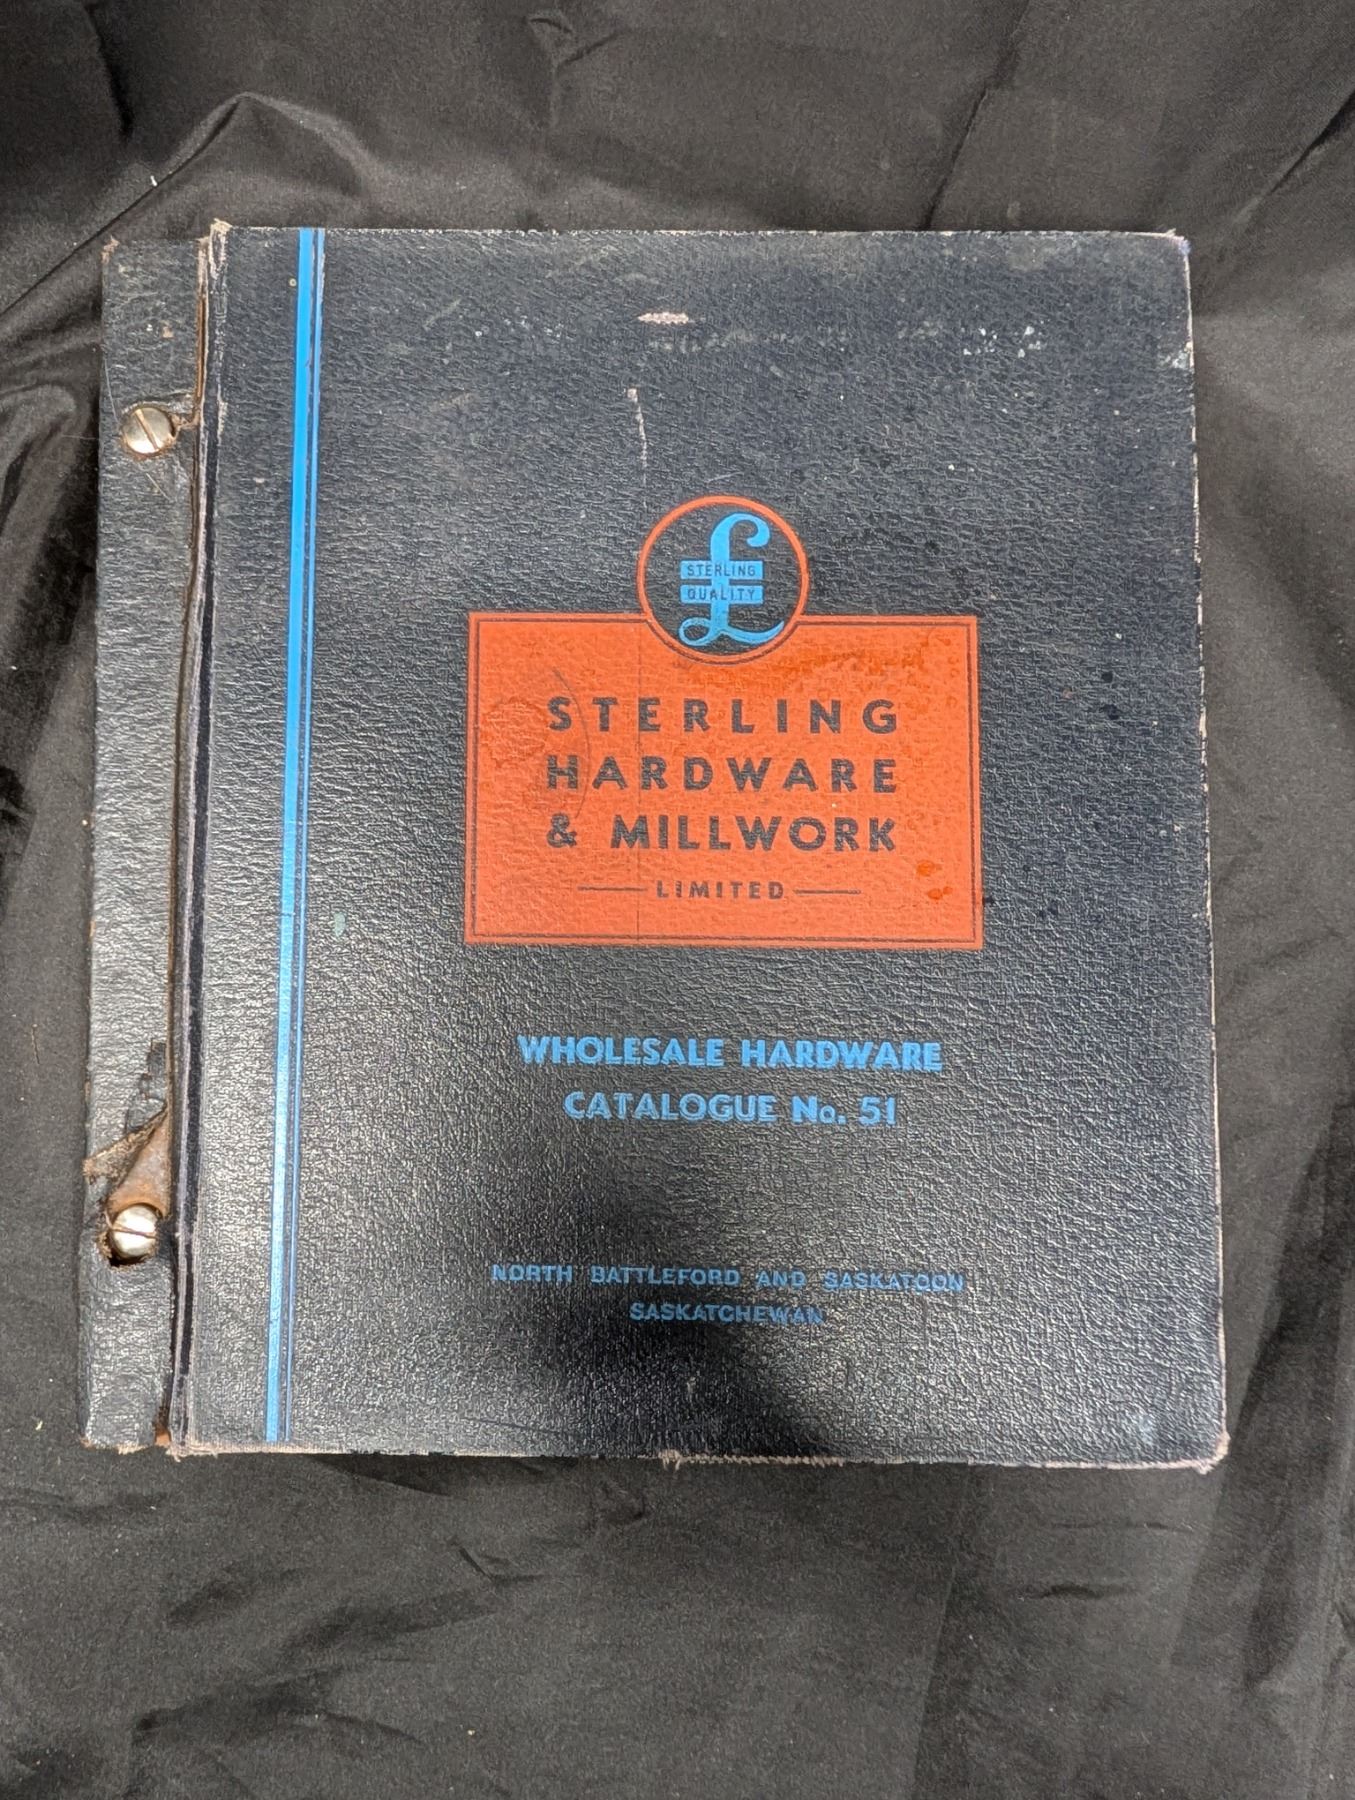 STERLING
QUALITY
STERLING
HARDWARE
& MILLWORK
LIMITED
WHOLESALE HARDWARE
CATALOGUE No. 51
NORTH BATTLEFORD AND SASKATOON
SASKATCHEWAN